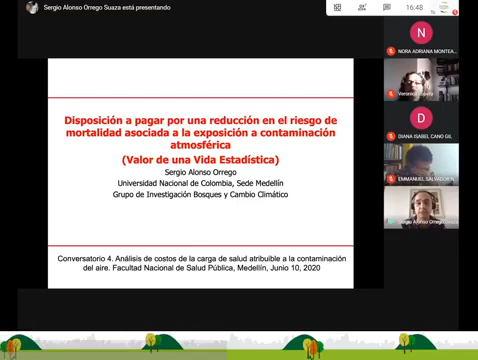 Sergio Alonso Orrego Suaza está presentando
16:48
N
NORA ADRIANA MONTEA...
D
DIANA ISABEL CANO GIL
EMMANUEL SALVADOR N
Disposición a pagar por una reducción en el riesgo de
mortalidad asociada a la exposición a contaminación
atmosférica
(Valor de una Vida Estadística)
Sergio Alonso Orrego
Universidad Nacional de Colombia, Sede Medellín
Grupo de Investigación Bosques y Cambio Climático
Conversatorio 4. Análisis de costos de la carga de salud atribuible a la contaminación
del aire. Facultad Nacional de Salud Pública, Medellín, Junio 10, 2020